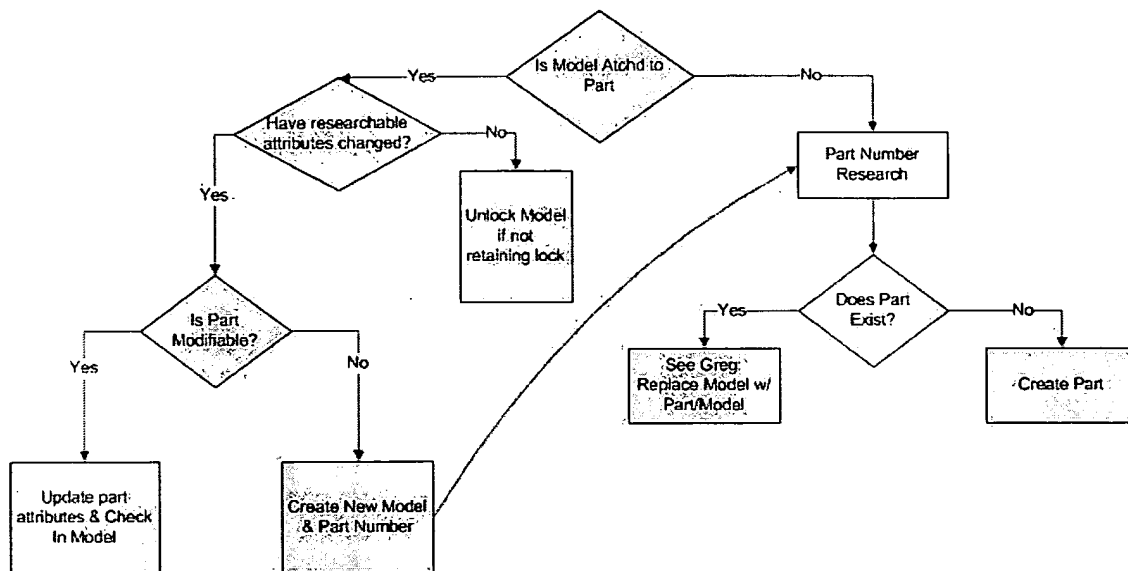 Is Model Atchd to
Part
Yes
No
Have researchable
attributes changed?
No
Yes
Part Number
Research
Unlock Model
if not
retaining lock
Is Part
Modifiable?
Does Part
Exist?
Yes
No
Yes
No
See Greg:
Replace Model w/
Part/Model
Create Part
Update part
attributes & Check
In Model
Create New Model
& Part Number